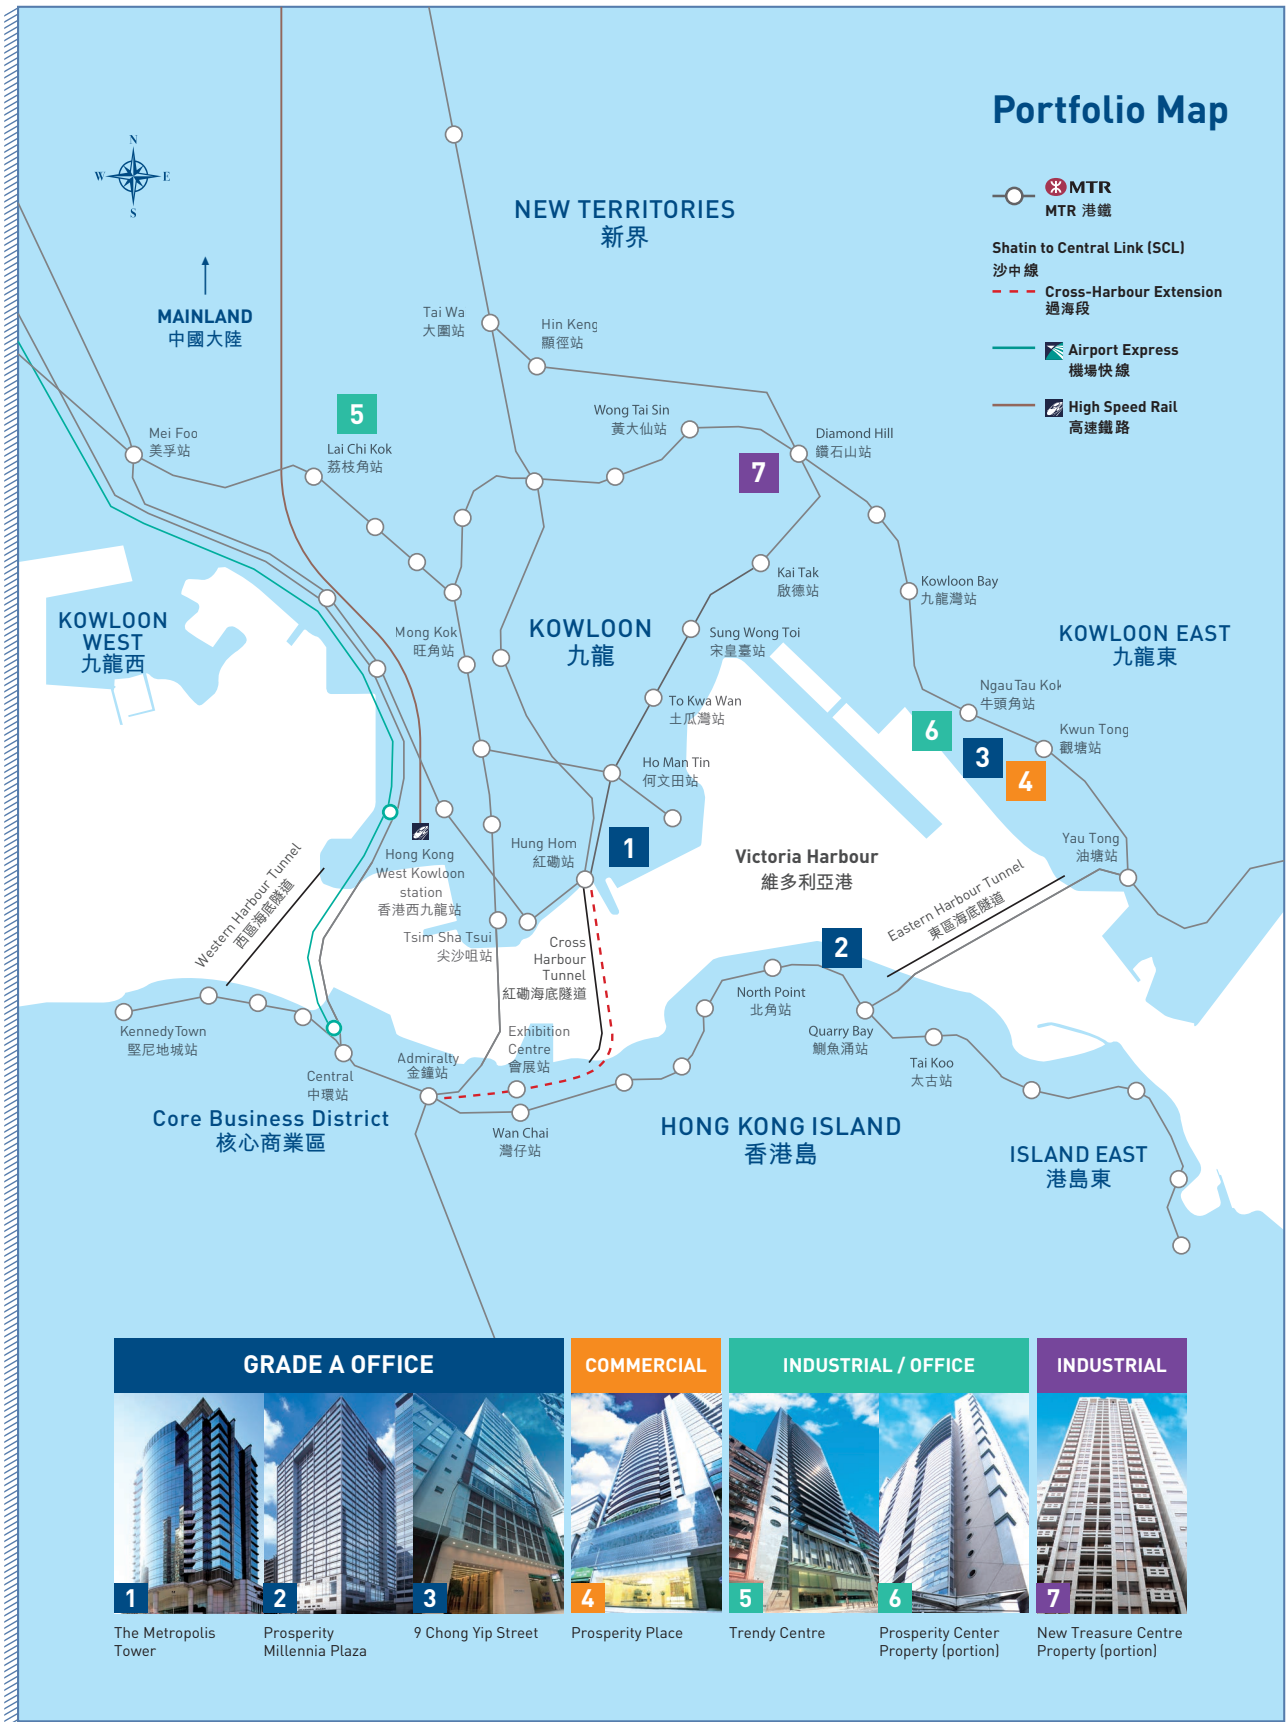 Portfolio Map
MTR
MTR 港鐵
Shatin to Central Link (SCL)
沙中線
Cross-Harbour Extension
過海段
Airport Express
機場快線
High Speed Rail
高速鐵路
N
W
E
S
NEW TERRITORIES
新界
MAINLAND
中國大陸
Tai Wa
大圍站
Hin Keng
顯徑站
5
Lai Chi Kok
荔枝角站
Mei Foo
美孚站
Wong Tai Sin
黃大仙站
Diamond Hill
鑽石山站
7
Kai Tak
啟德站
Kowloon Bay
九龍灣站
KOWLOON
WEST
九龍西
Mong Kok
旺角站
KOWLOON
九龍
Sung Wong Toi
宋皇臺站
KOWLOON EAST
九龍東
To Kwa Wan
土瓜灣站
Ngau Tau Kok
牛頭角站
6
3
4
Kwun Tong
觀塘站
Ho Man Tin
何文田站
1
Hung Hom
紅磡站
Hong Kong
West Kowloon
station
香港西九龍站
Victoria Harbour
維多利亞港
Yau Tong
油塘站
Western Harbour Tunnel
西區海底隧道
Eastern Harbour Tunnel
東區海底隧道
Tsim Sha Tsui
尖沙咀站
Cross
Harbour
Tunnel
紅磡海底隧道
2
North Point
北角站
Quarry Bay
鰂魚涌站
Tai Koo
太古站
Kennedy Town
堅尼地城站
Exhibition
Centre
會展站
Admiralty
金鐘站
Central
中環站
Wan Chai
灣仔站
Core Business District
核心商業區
HONG KONG ISLAND
香港島
ISLAND EAST
港島東
GRADE A OFFICE
COMMERCIAL
INDUSTRIAL / OFFICE
INDUSTRIAL
1
2
3
4
5
6
7
The Metropolis
Tower
Prosperity
Millennia Plaza
9 Chong Yip Street
Prosperity Place
Trendy Centre
Prosperity Center
Property (portion)
New Treasure Centre
Property (portion)